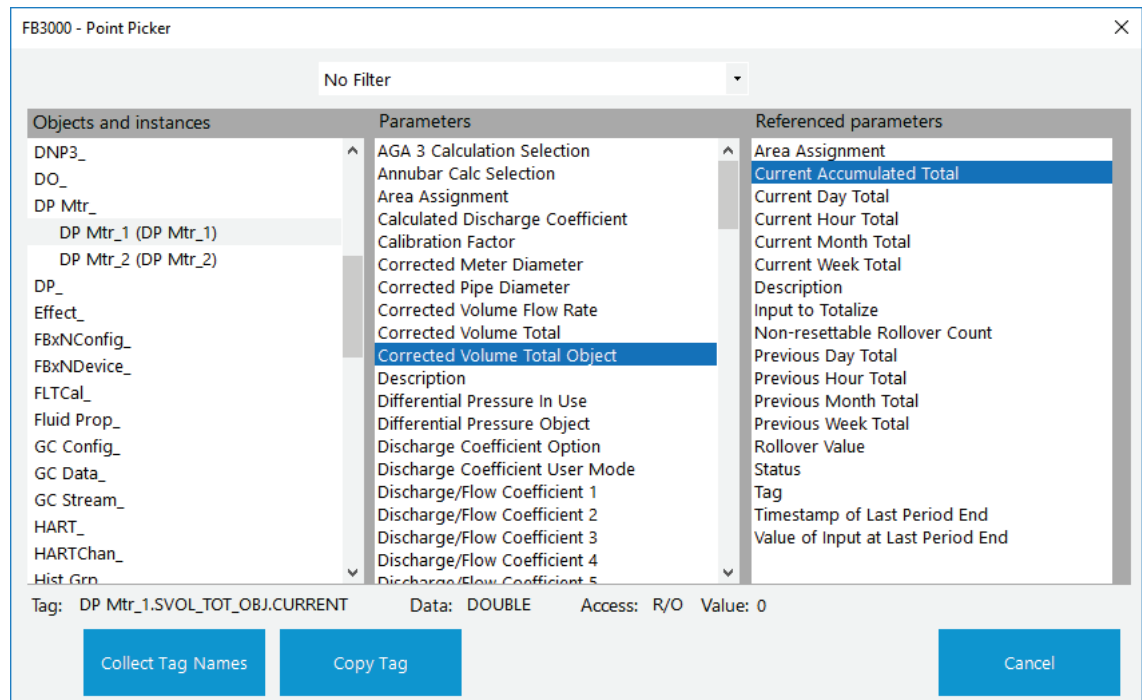 FB3000 - Point Picker
No Filter
Objects and instances
DNP3_
DO_
DP Mtr_
DP Mtr_1 (DP Mtr_1)
DP Mtr_2 (DP Mtr_2)
DP_
Effect_
FBxNConfig_
FBxNDevice_
FLTCal_
Fluid Prop_
GC Config_
GC Data_
GC Stream_
HART_
HARTChan_
Hist Grp_
Parameters
AGA 3 Calculation Selection
Annubar Calc Selection
Area Assignment
Calculated Discharge Coefficient
Calibration Factor
Corrected Meter Diameter
Corrected Pipe Diameter
Corrected Volume Flow Rate
Corrected Volume Total
Corrected Volume Total Object
Description
Differential Pressure In Use
Differential Pressure Object
Discharge Coefficient Option
Discharge Coefficient User Mode
Discharge/Flow Coefficient 1
Discharge/Flow Coefficient 2
Discharge/Flow Coefficient 3
Discharge/Flow Coefficient 4
Discharge/Flow Coefficient 5
Referenced parameters
Area Assignment
Current Accumulated Total
Current Day Total
Current Hour Total
Current Month Total
Current Week Total
Description
Input to Totalize
Non-resettable Rollover Count
Previous Day Total
Previous Hour Total
Previous Month Total
Previous Week Total
Rollover Value
Status
Tag
Timestamp of Last Period End
Value of Input at Last Period End
Tag: DP Mtr_1.SVOL_TOT_OBJ.CURRENT Data: DOUBLE Access: R/O Value: 0
Collect Tag Names
Copy Tag
Cancel